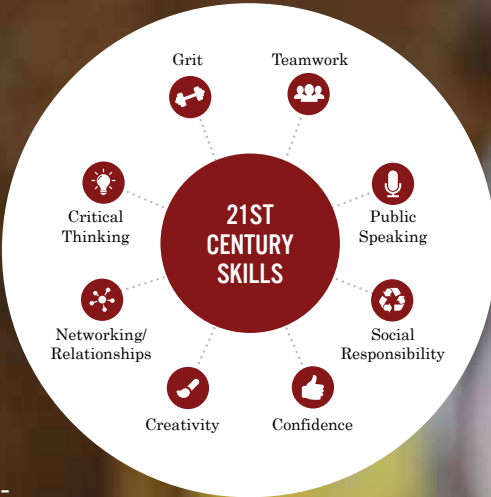 Grit
Teamwork
Critical
Thinking
21ST
CENTURY
SKILLS
Public
Speaking
Networking/
Relationships
Social
Responsibility
Creativity
Confidence